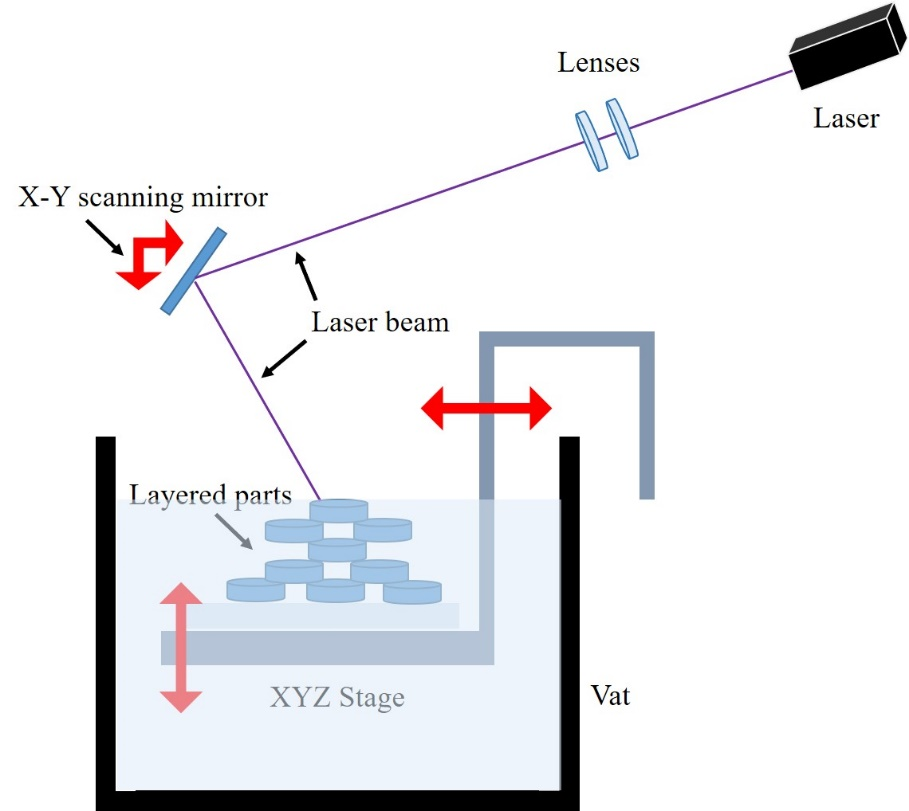 Lenses
Laser
X-Y scanning mirror
Laser beam
Layered parts
XYZ Stage
Vat